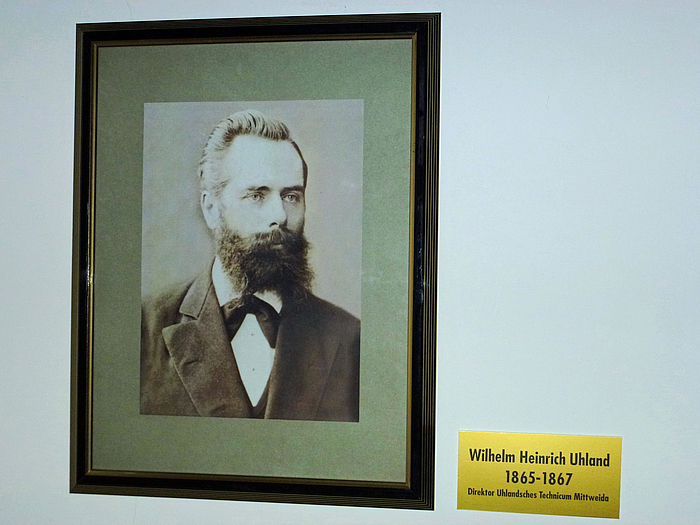 Wilhelm Heinrich Uhland
1865-1867
Direktor Uhlandsches Technicum Mittweida